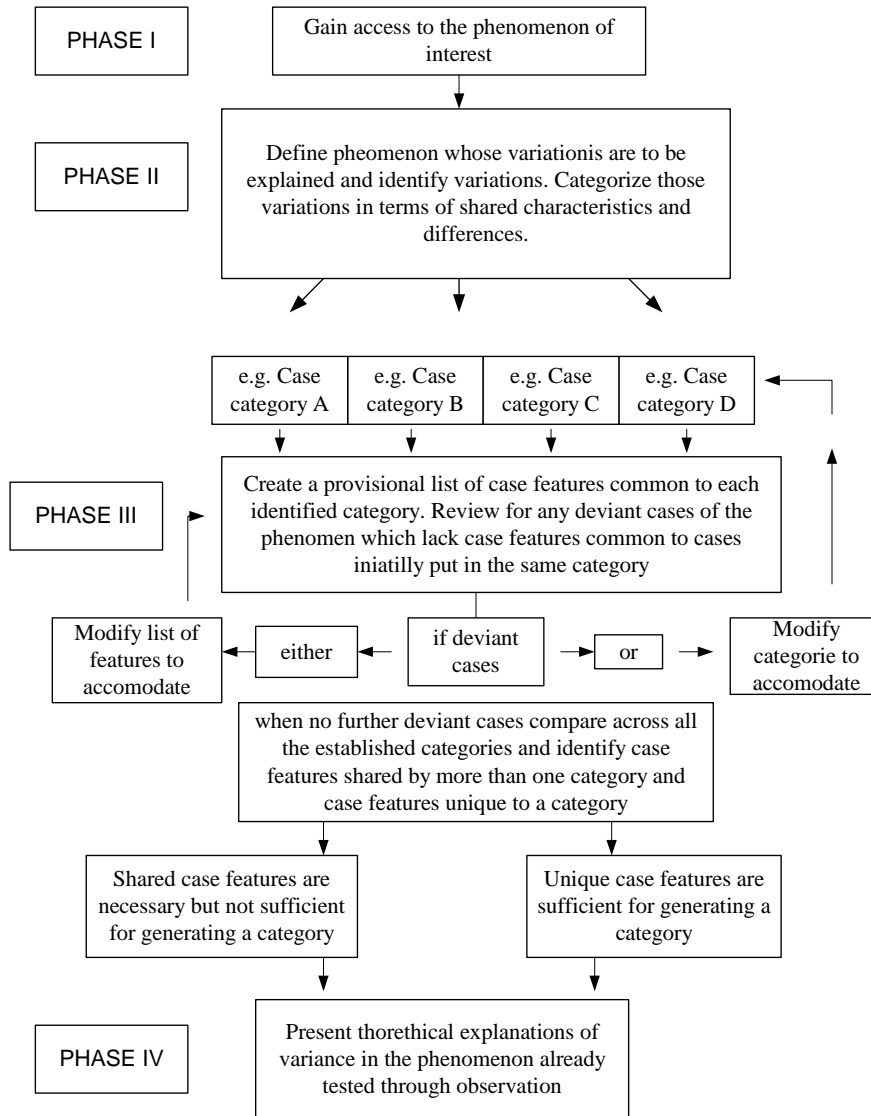 PHASE I
Gain access to the phenomenon of
interest
PHASE II
Define pheomenon whose variationis are to be
explained and identify variations. Categorize those
variations in terms of shared characteristics and
differences.
e.g. Case
category A
e.g. Case
category B
e.g. Case
category C
e.g. Case
category D
PHASE III
Create a provisional list of case features common to each
identified category. Review for any deviant cases of the
phenomen which lack case features common to cases
iniatilly put in the same category
Modify list of
features to
accomodate
either
if deviant
cases
or
Modify
categorie to
accomodate
when no further deviant cases compare across all
the established categories and identify case
features shared by more than one category and
case features unique to a category
Shared case features are
necessary but not sufficient
for generating a category
Unique case features are
sufficient for generating a
category
PHASE IV
Present thorethical explanations of
variance in the phenomenon already
tested through observation